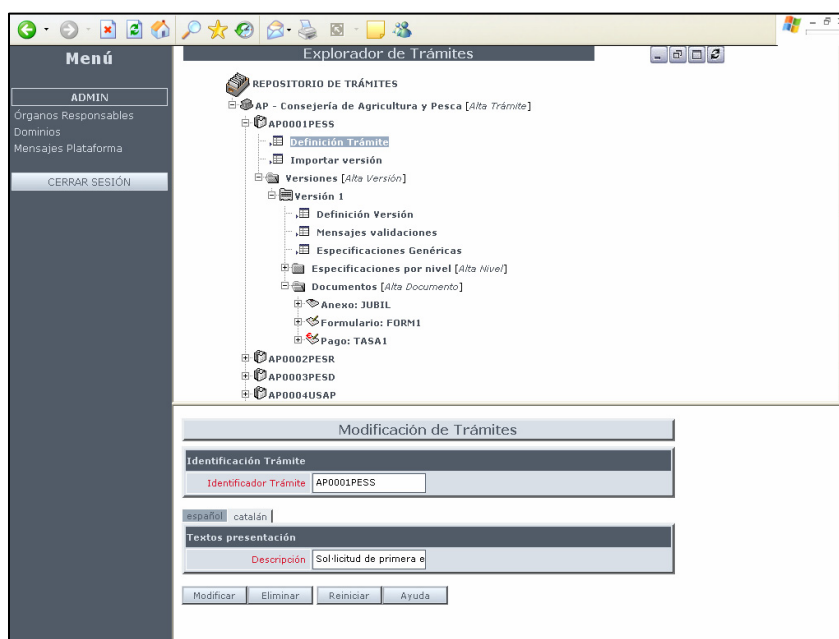 Menú
ADMIN
Órganos Responsables
Dominios
Mensajes Plataforma
CERRAR SESIÓN
Explorador de Trámites
REPOSITORIO DE TRÁMITES
AP - Consejería de Agricultura y Pesca [Alta Trámite]
AP0001PESS
Definición Trámite
Importar versión
Versiones [Alta Versión]
Versión 1
Definición Versión
Mensajes validaciones
Especificaciones Genéricas
Especificaciones por nivel [Alta Nivel]
Documentos [Alta Documento]
Anexo: JUBIL
Formulario: FORM1
Pago: TASA1
AP0002PESR
AP0003PESD
AP0004USAP
Modificación de Trámites
Identificación Trámite
Identificador Trámite AP0001PESS
español catalán
Textos presentación
Descripción Sol·licitud de primera e
Modificar Eliminar Reiniciar Ayuda